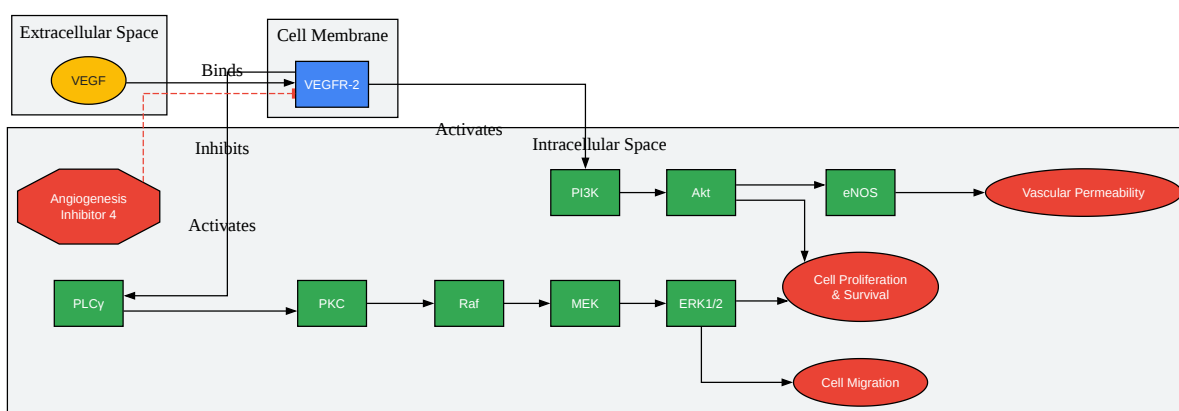 Extracellular Space
Cell Membrane
VEGF
Binds
VEGFR-2
Activates
Inhibits
Intracellular Space
Angiogenesis
Inhibitor 4
PI3K
Akt
eNOS
Vascular Permeability
Activates
PLCγ
PKC
Raf
MEK
ERK1/2
Cell Proliferation
& Survival
Cell Migration